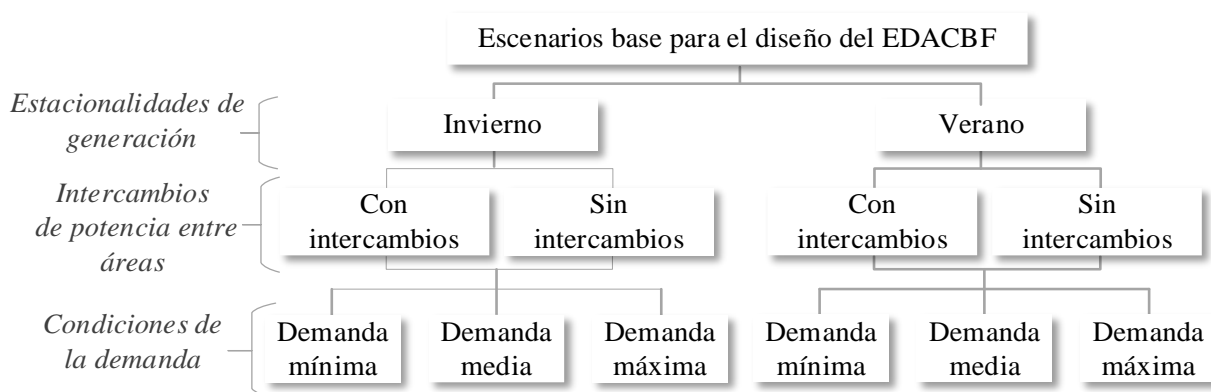 Escenarios base para el diseño del EDACBF
Estacionalidades de
generación
Invierno
Verano
Intercambios
de potencia entre
áreas
Con
intercambios
Sin
intercambios
Con
intercambios
Sin
intercambios
Condiciones de
la demanda
Demanda
mínima
Demanda
media
Demanda
máxima
Demanda
mínima
Demanda
media
Demanda
máxima